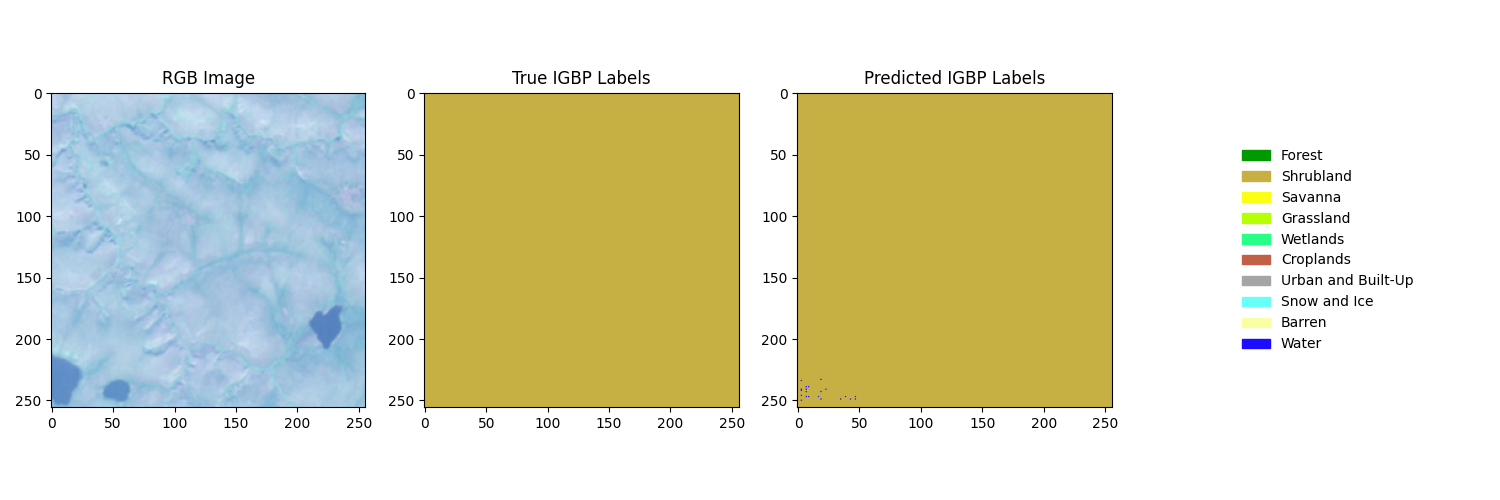 RGB Image
True IGBP Labels
Predicted IGBP Labels
0
50
100
150
200
250
0
50
100
150
200
250
0
50
100
150
200
250
0
50
100
150
200
250
0
50
100
150
200
250
0
50
100
150
200
250
Forest
Shrubland
Savanna
Grassland
Wetlands
Croplands
Urban and Built-Up
Snow and Ice
Barren
Water